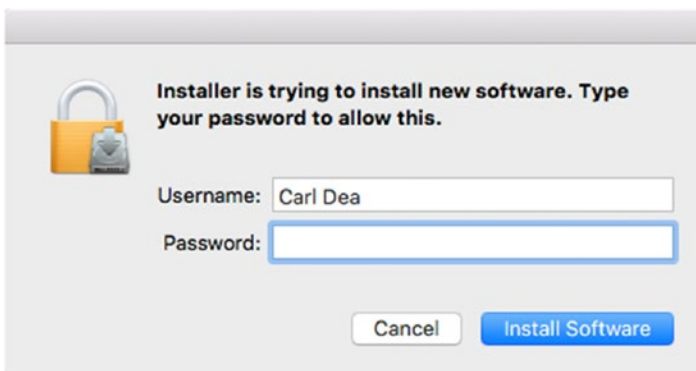 Installer is trying to install new software. Type
your password to allow this.
Username: Carl Dea
Password:
Cancel Install Software